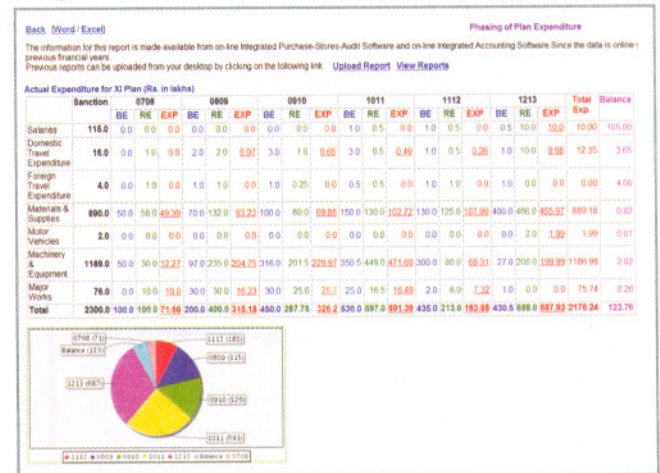 Back [Word / Excel]
Phasing of Plan Expenditure
The information for this report is made available from on-line Integrated Purchase-Stores-Audit Software and on-line Integrated Accounting Software Since the data is online
previous financial years.
Previous reports can be uploaded from your desktop by clicking on the following link Upload Report View Reports
Actual Expenditure for XI Plan (Rs. in lakhs)
Sanction 0708 0809 0910 1011 1112 1213 Total Exp. Balance
BE RE EXP BE RE EXP BE RE EXP BE RE EXP BE RE EXP BE RE EXP
Salaries 115.0 0.0 0.0 0.0 0.0 0.0 0.0 0.0 0.0 0.0 1.0 0.5 0.0 1.0 0.5 0.0 0.5 10.0 10.0 10.00 105.00
Domestic Travel Expenditure 16.0 0.0 1.0 0.0 2.0 2.0 0.97 3.0 1.0 0.65 3.0 0.5 0.49 1.0 0.5 0.26 1.0 10.0 9.98 12.35 3.65
Foreign Travel Expenditure 4.0 0.0 1.0 0.0 1.0 1.0 0.0 1.0 0.25 0.0 0.5 0.5 0.0 1.0 1.0 0.0 1.0 0.0 0.0 0.00 4.00
Materials & Supplies 890.0 50.0 58.0 49.39 70.0 132.0 93.23 100.0 60.0 69.88 150.0 130.0 102.72 130.0 125.0 107.99 400.0 466.0 465.97 889.18 0.82
Motor Vehicles 2.0 0.0 0.0 0.0 0.0 0.0 0.0 0.0 0.0 0.0 0.0 0.0 0.0 0.0 0.0 0.0 0.0 2.0 1.99 1.99 0.01
Machinery & Equipment 1189.0 50.0 30.0 12.27 97.0 235.0 204.75 316.0 201.5 229.97 350.5 449.0 471.69 300.0 80.0 68.31 27.0 200.0 199.99 1186.98 2.02
Major Works 76.0 0.0 10.0 10.0 30.0 30.0 16.23 30.0 25.0 25.7 25.0 16.5 16.49 2.0 6.0 7.32 1.0 0.0 0.0 75.74 0.26
Total 2300.0 100.0 100.0 71.66 200.0 400.0 315.18 450.0 287.75 326.2 530.0 597.0 591.39 435.0 213.0 183.88 430.5 688.0 687.93 2176.24 123.76
0708 (71)
1112 (183)
Balance (123)
0809 (315)
1213 (687)
0910 (326)
1011 (591)
1112 0809 0910 1011 1213 Balance 0708